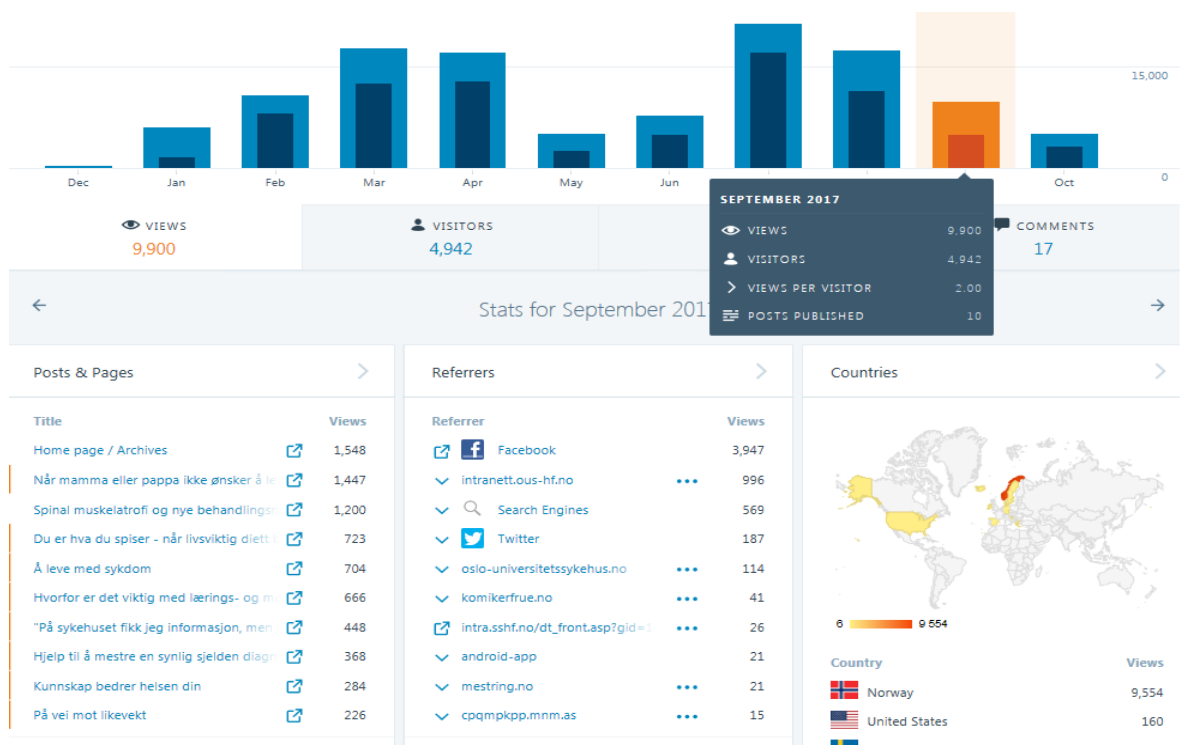 15,000
0
Dec Jan Feb Mar Apr May Jun Oct
SEPTEMBER 2017
VIEWS 9,900
VISITORS 4,942
VIEWS PER VISITOR 2.00
POSTS PUBLISHED 10
VIEWS
9,900
VISITORS
4,942
COMMENTS
17
Stats for September 201
Posts & Pages
Title Views
Home page / Archives 1,548
Når mamma eller pappa ikke ønsker å le 1,447
Spinal muskelatrofi og nye behandlings 1,200
Du er hva du spiser - når livsviktig diett 723
Å leve med sykdom 704
Hvorfor er det viktig med lærings- og m 666
"På sykehuset fikk jeg informasjon, men 448
Hjelp til å mestre en synlig sjelden diagn 368
Kunnskap bedrer helsen din 284
På vei mot likevekt 226
Referrers
Referrer Views
Facebook 3,947
intranett.ous-hf.no 996
Search Engines 569
Twitter 187
oslo-universitetssykehus.no 114
komikerfrue.no 41
intra.sshf.no/dt_front.asp?gid= 26
android-app 21
mestring.no 21
cpqmpkpp.mnm.as 15
Countries
6 9 554
Country Views
Norway 9,554
United States 160